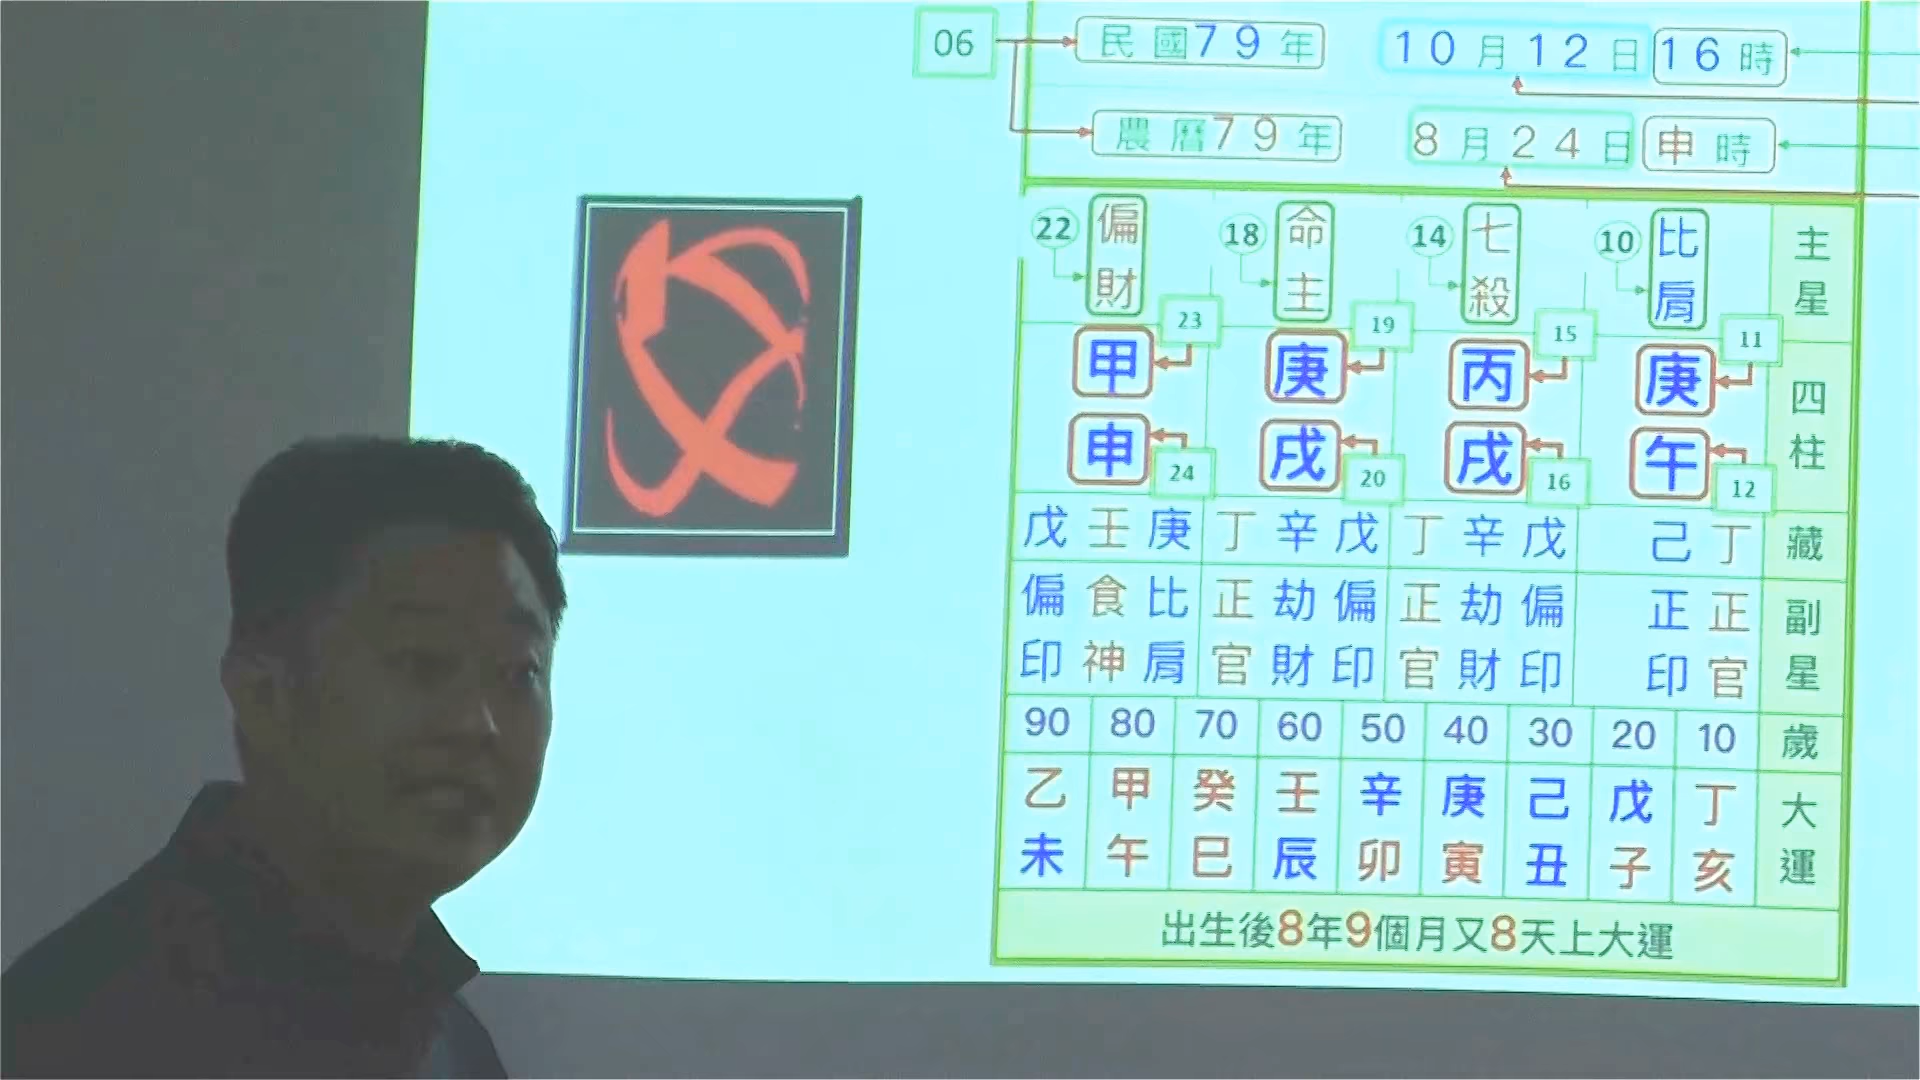 06 民國79年 10月12日 16時
農曆79年 8月24日 申時
22 偏財 18 命主 14 七殺 10 比肩 主星
23 19 15 11
甲 庚 丙 庚 四柱
申 戌 戌 午
24 20 16 12
戊 壬 庚 丁 辛 戊 丁 辛 戊 己 丁 藏
偏印 食神 比肩 正官 劫財 偏印 正官 劫財 偏印 正印 正官 副星
90 80 70 60 50 40 30 20 10 歲
乙未 甲午 癸巳 壬辰 辛卯 庚寅 己丑 戊子 丁亥 大運
出生後8年9個月又8天上大運